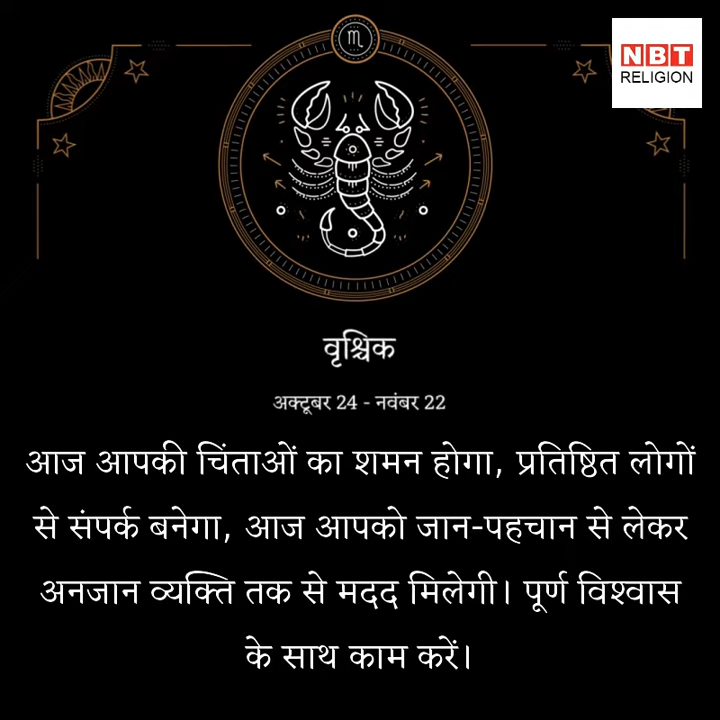 ♏
NBT
RELIGION
वृश्चिक
अक्टूबर 24 - नवंबर 22
आज आपकी चिंताओं का शमन होगा, प्रतिष्ठित लोगों
से संपर्क बनेगा, आज आपको जान-पहचान से लेकर
अनजान व्यक्ति तक से मदद मिलेगी। पूर्ण विश्वास
के साथ काम करें।